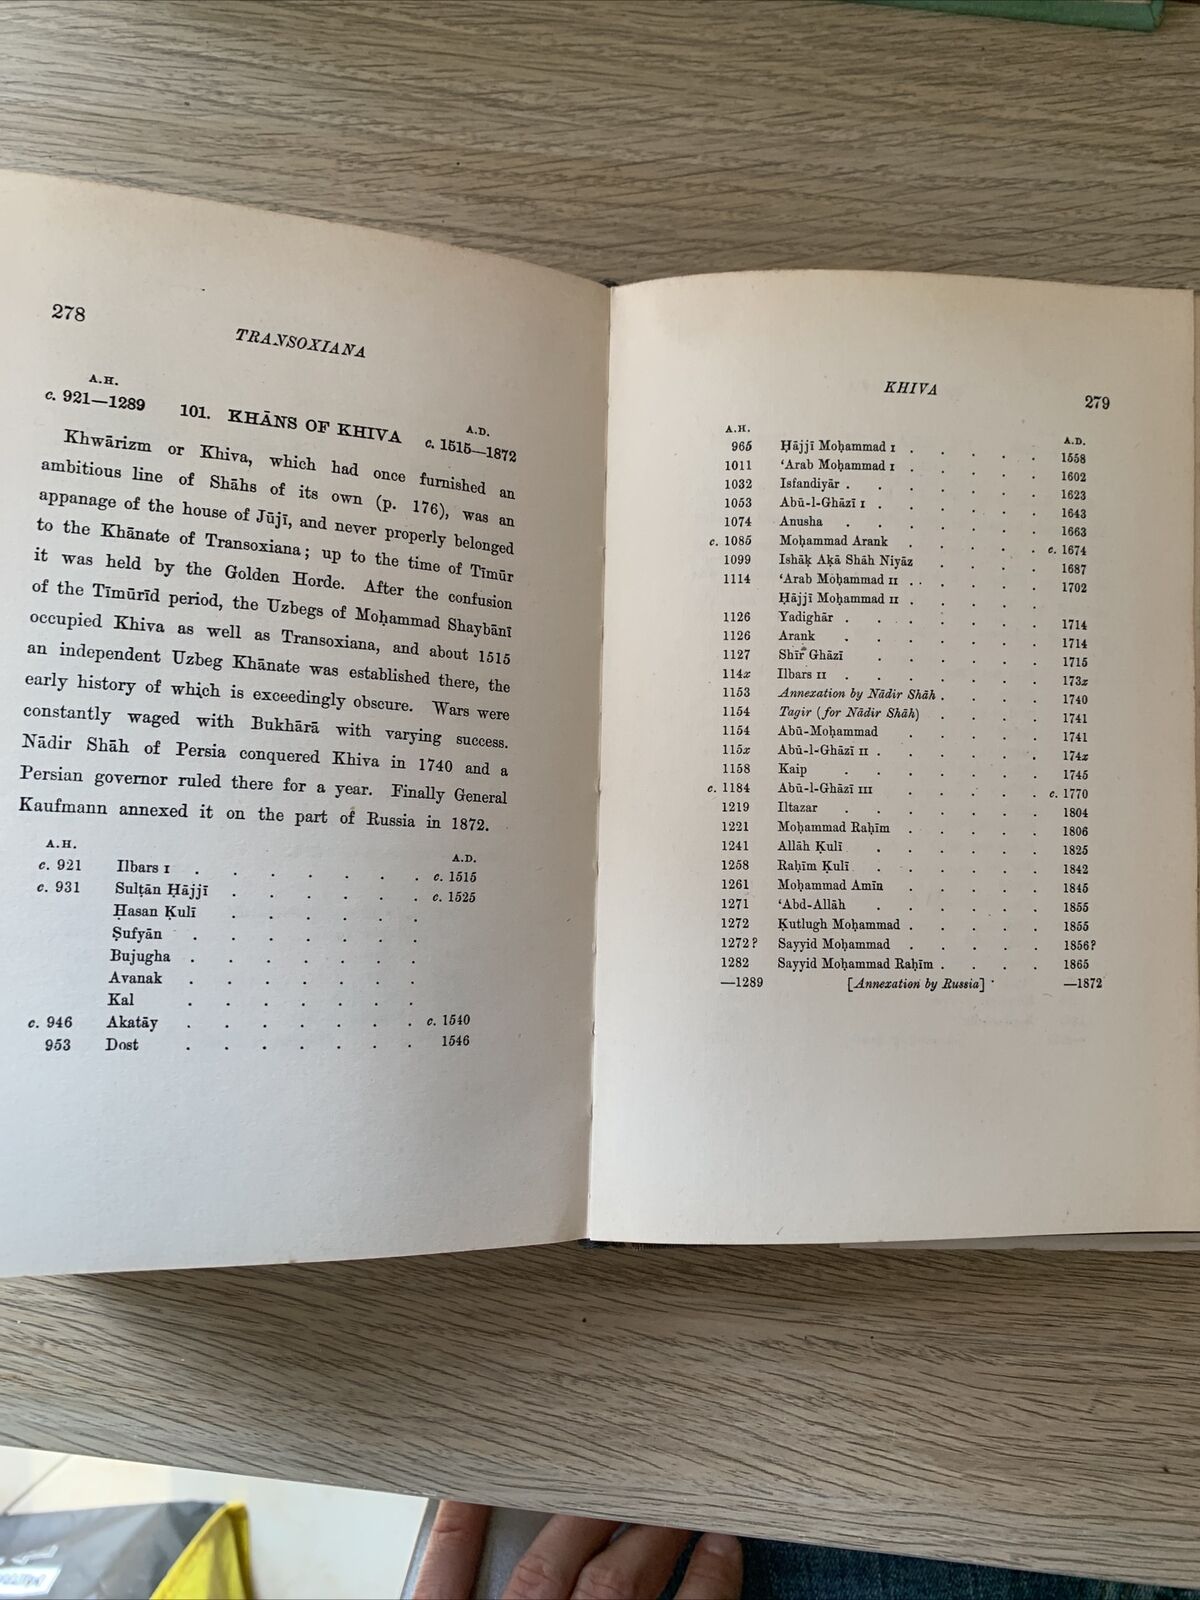 278
TRANSOXIANA
A.H.
A.D.
c. 921—1289 101. KHĀNS OF KHIVA c. 1515—1872
Khwārizm or Khiva, which had once furnished an
ambitious line of Shāhs of its own (p. 176), was an
appanage of the house of Jūjī, and never properly belonged
to the Khānate of Transoxiana; up to the time of Tīmūr
it was held by the Golden Horde. After the confusion
of the Tīmūrīd period, the Uzbegs of Moḥammad Shaybānī
occupied Khiva as well as Transoxiana, and about 1515
an independent Uzbeg Khānate was established there, the
early history of which is exceedingly obscure. Wars were
constantly waged with Bukhārā with varying success.
Nādir Shāh of Persia conquered Khiva in 1740 and a
Persian governor ruled there for a year. Finally General
Kaufmann annexed it on the part of Russia in 1872.
A.H.
A.D.
c. 921 Ilbars I . . . . . . c. 1515
c. 931 Sulṭān Ḥājjī . . . . . c. 1525
Ḥasan Ḳulī . . . . .
Ṣufyān . . . . . .
Bujugha . . . . . .
Avanak . . . . . .
Kal . . . . . .
c. 946 Akatāy . . . . . . c. 1540
953 Dost . . . . . . 1546
KHIVA
279
A.H.
A.D.
965 Ḥājjī Moḥammad I . . . . . 1558
1011 ‘Arab Moḥammad I . . . . . 1602
1032 Isfandiyār . . . . . . 1623
1053 Abū-l-Ghāzī I . . . . . . 1643
1074 Anusha . . . . . . 1663
c. 1085 Moḥammad Arank . . . . . c. 1674
1099 Isḥāḳ Aḳā Shāh Niyāz . . . . 1687
1114 ‘Arab Moḥammad II . . . . . 1702
Ḥājjī Moḥammad II . . . . .
1126 Yadighār . . . . . . 1714
1126 Arank . . . . . . 1714
1127 Shīr Ghāzī . . . . . 1715
114x Ilbars II . . . . . . 173x
1153 Annexation by Nādir Shāh . . . . 1740
1154 Tagir (for Nādir Shāh) . . . . 1741
1154 Abū-Moḥammad . . . . . 1741
115x Abū-l-Ghāzī II . . . . . . 174x
1158 Kaip . . . . . . 1745
c. 1184 Abū-l-Ghāzī III . . . . . c. 1770
1219 Iltazar . . . . . . 1804
1221 Moḥammad Raḥīm . . . . . 1806
1241 Allāh Ḳulī . . . . . 1825
1258 Raḥīm Ḳulī . . . . . 1842
1261 Moḥammad Amīn . . . . . 1845
1271 ‘Abd-Allāh . . . . . 1855
1272 Ḳutlugh Moḥammad . . . . . 1855
1272? Sayyid Moḥammad . . . . . 1856?
1282 Sayyid Moḥammad Raḥīm . . . . 1865
—1289 [Annexation by Russia] —1872